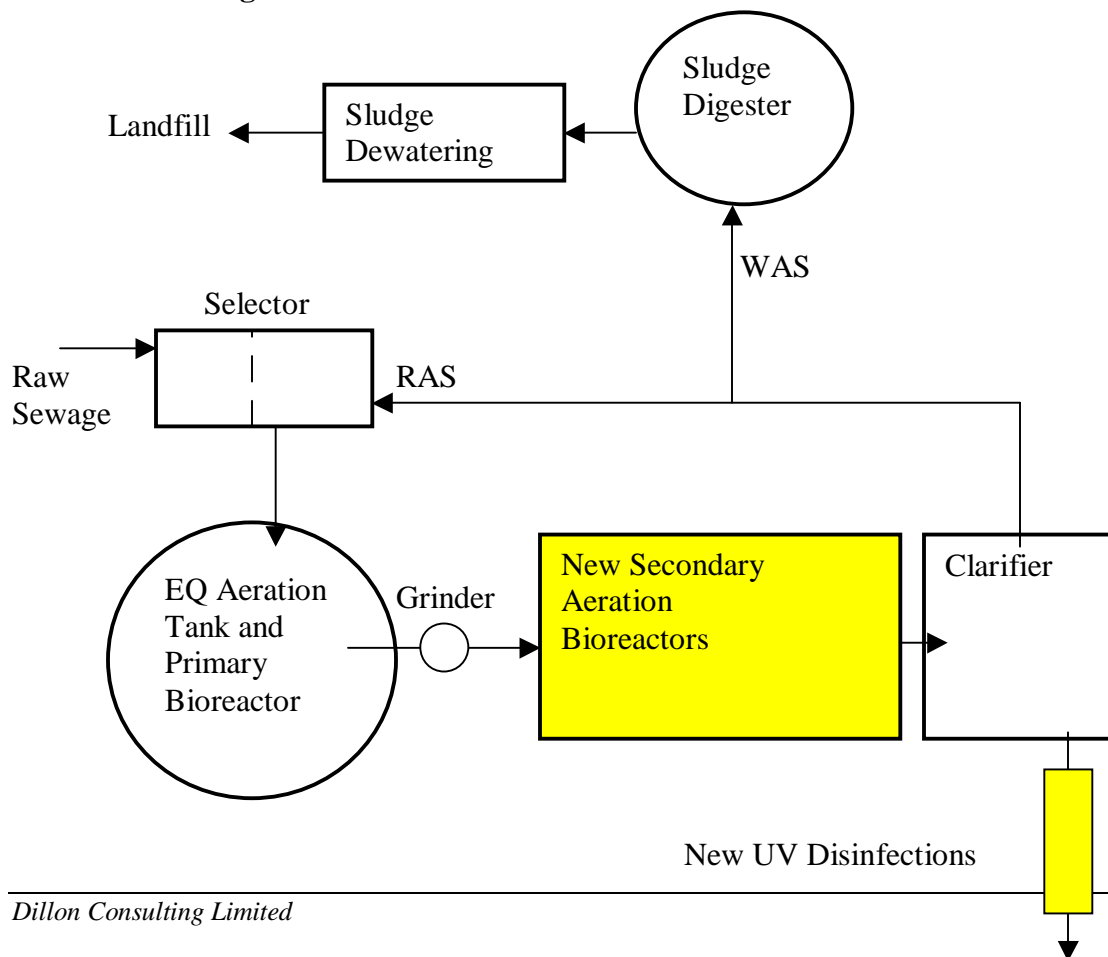 Sludge
Digester
Landfill
Sludge
Dewatering
WAS
Selector
Raw
Sewage
RAS
EQ Aeration
Tank and
Primary
Bioreactor
Grinder
New Secondary
Aeration
Bioreactors
Clarifier
New UV Disinfections
Dillon Consulting Limited